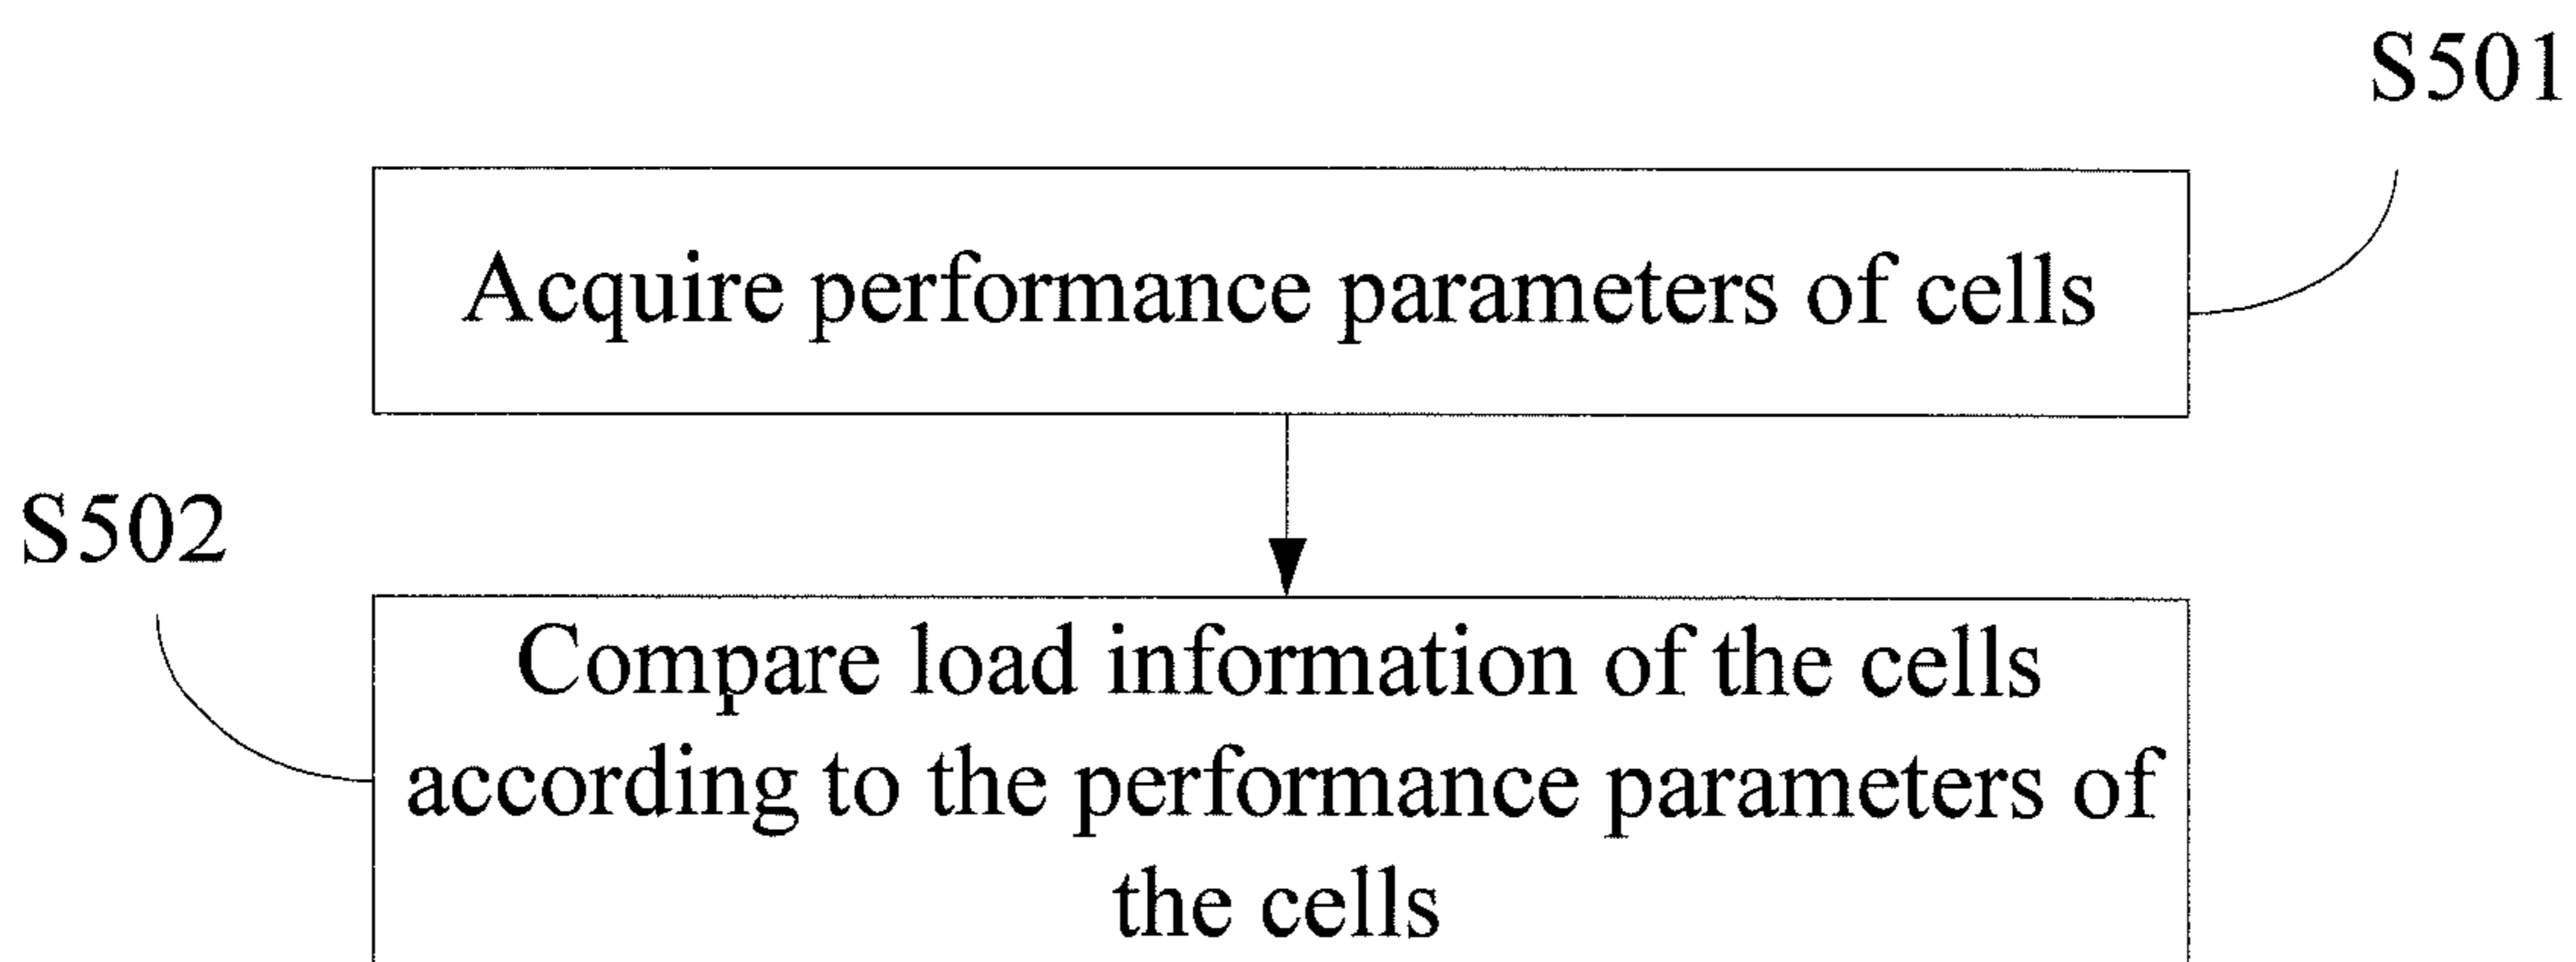 S501
Acquire performance parameters of cells
S502
Compare load information of the cells
according to the performance parameters of
the cells